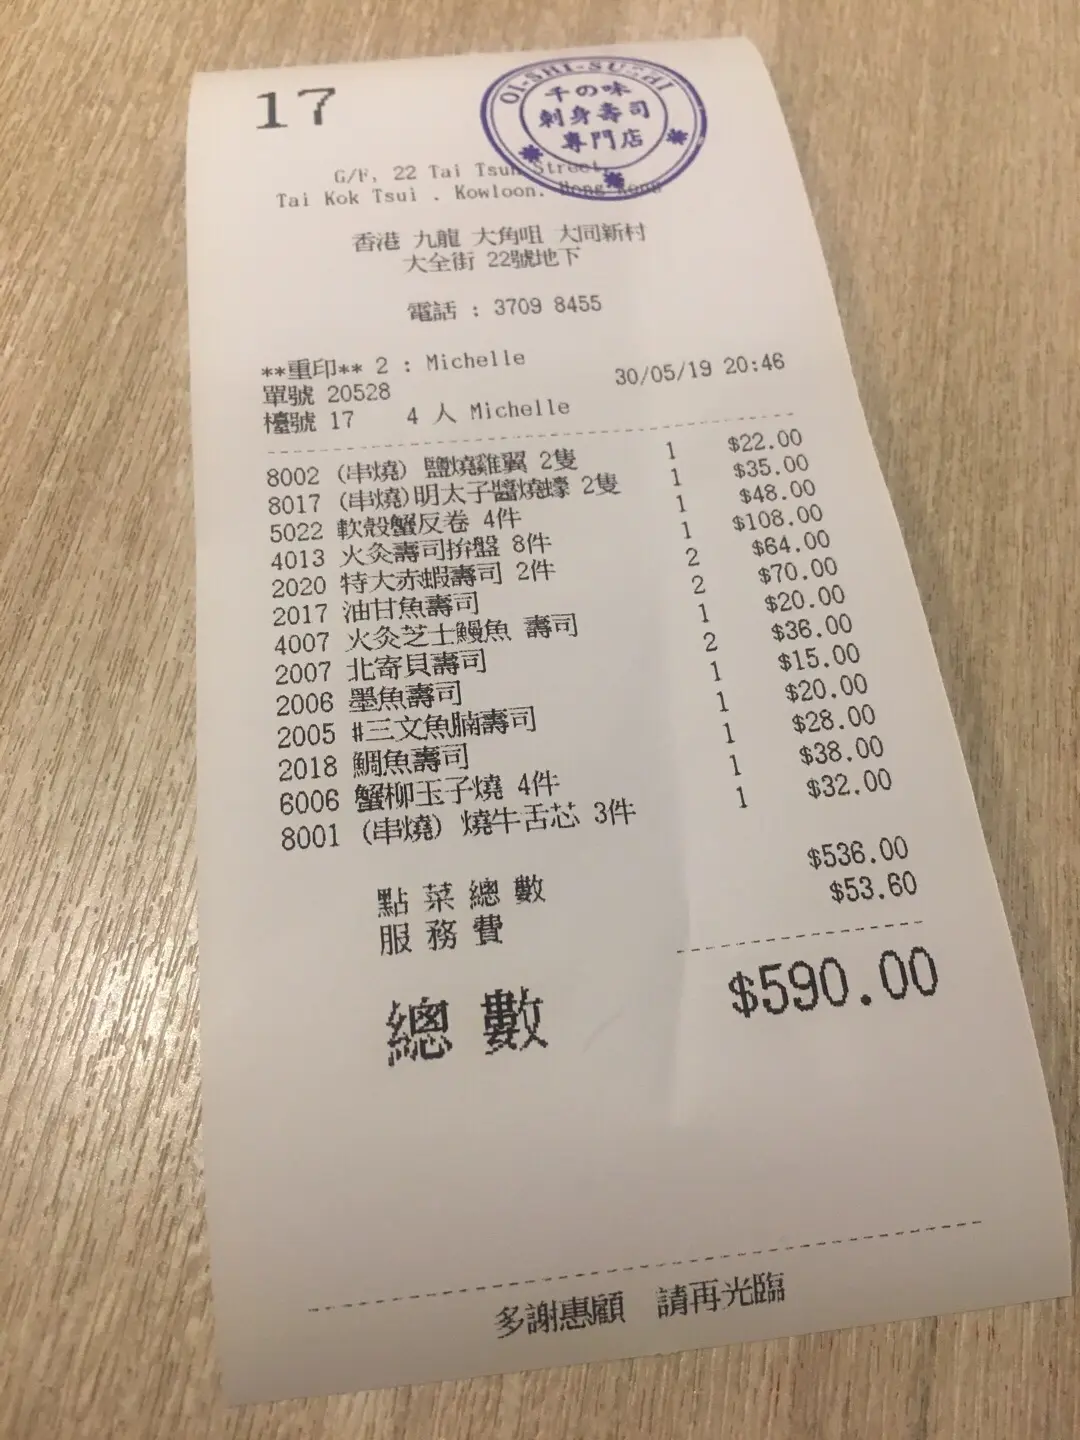 17
OI-SHI-SUSHI
千の味
刺身壽司
專門店
G/F, 22 Tai Tsun Street,
Tai Kok Tsui . Kowloon. Hong Kong
香港 九龍 大角咀 大同新村
大全街 22號地下
電話 : 3709 8455
**重印** 2 : Michelle
單號 20528 30/05/19 20:46
檯號 17 4 人 Michelle
8002 (串燒) 鹽燒雞翼 2隻 1 $22.00
8017 (串燒)明太子醬燒蠔 2隻 1 $35.00
5022 軟殼蟹反卷 4件 1 $48.00
4013 火灸壽司拚盤 8件 1 $108.00
2020 特大赤蝦壽司 2件 2 $64.00
2017 油甘魚壽司 2 $70.00
4007 火灸芝士鰻魚 壽司 1 $20.00
2007 北寄貝壽司 2 $36.00
2006 墨魚壽司 1 $15.00
2005 #三文魚腩壽司 1 $20.00
2018 鯛魚壽司 1 $28.00
6006 蟹柳玉子燒 4件 1 $38.00
8001 (串燒) 燒牛舌芯 3件 1 $32.00
點 菜 總 數 $536.00
服 務 費 $53.60
總 數 $590.00
多謝惠顧 請再光臨